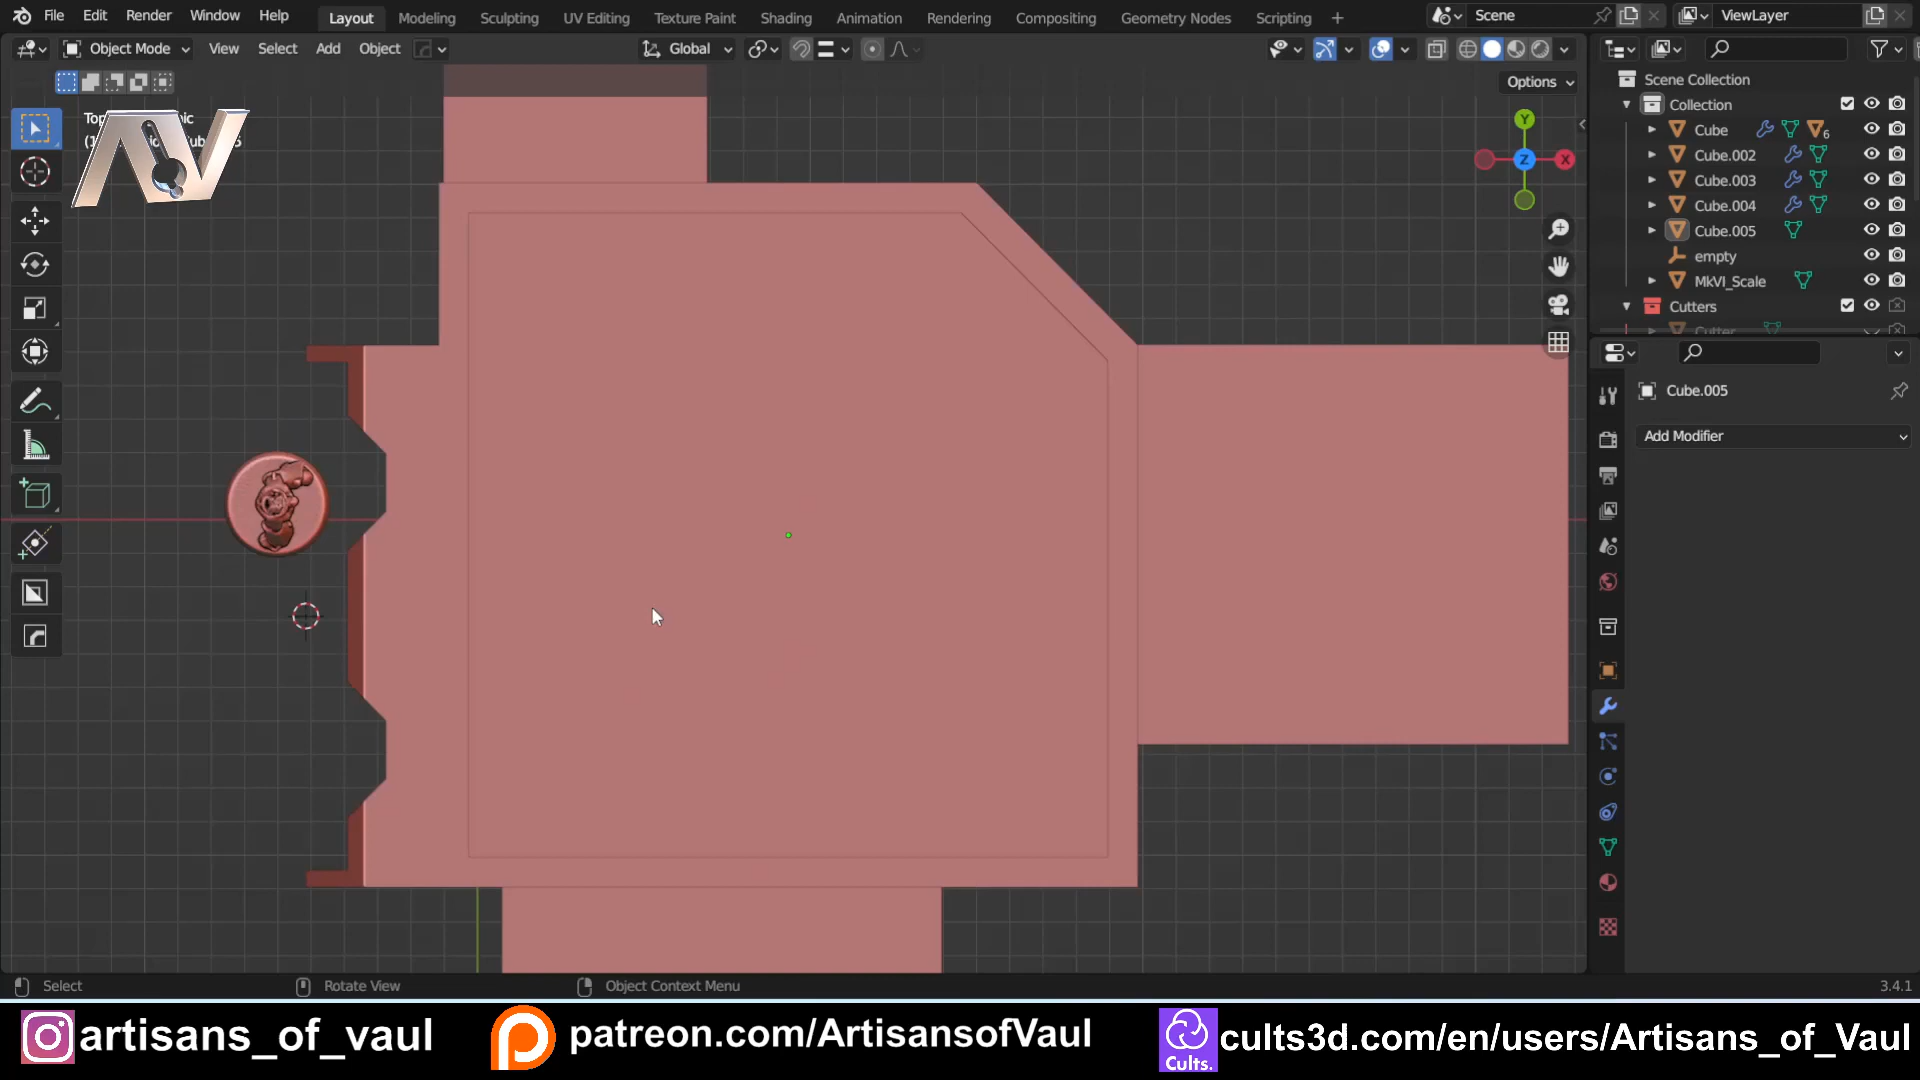 File Edit Render Window Help Layout Modeling Sculpting UV Editing Texture Paint Shading Animation Rendering Compositing Geometry Nodes Scripting + Scene ViewLayer
Object Mode View Select Add Object Global
Options
Top
Scene Collection
Collection
Cube 6
Cube.002
Cube.003
Cube.004
Cube.005
empty
MkVI_Scale
Cutters
Cutter
Y
Z X
Cube.005
Add Modifier
Select Rotate View Object Context Menu 3.4.1
artisans_of_vaul patreon.com/ArtisansofVaul cults3d.com/en/users/Artisans_of_Vaul
Cults.